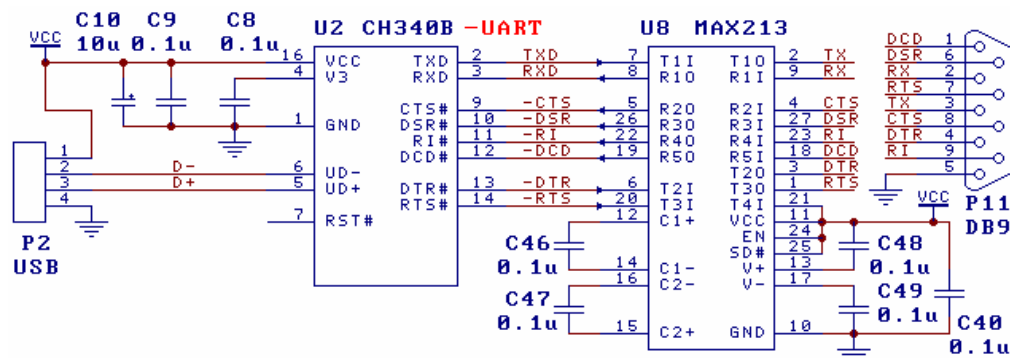 C10 C9 C8
VCC 10u 0.1u 0.1u
U2 CH340B -UART
U8 MAX213
16 VCC TXD 2 TXD 7 T1I T1O 2 TX
4 V3 RXD 3 RXD 8 R1O R1I 9 RX
CTS# 9 -CTS 5 R2O R2I 4 CTS
1 GND DSR# 10 -DSR 26 R3O R3I 27 DSR
RI# 11 -RI 22 R4O R4I 23 RI
DCD# 12 -DCD 19 R5O R5I 18 DCD
T2O 3 DTR
DTR# 13 -DTR 6 T2I T3O 1 RTS
RTS# 14 -RTS 20 T3I T4I 21
12 C1+ VCC 11
EN 24
SD# 25
14 C1- V+ 13
16 C2- V- 17
15 C2+ GND 10
1
2 D- 6 UD-
3 D+ 5 UD+
4
7 RST#
P2
USB
C46
0.1u
C47
0.1u
VCC
C48
0.1u
C49
0.1u
C40
0.1u
DCD 1
DSR 6
RX 2
RTS 7
TX 3
CTS 8
DTR 4
RI 9
5
P11
DB9